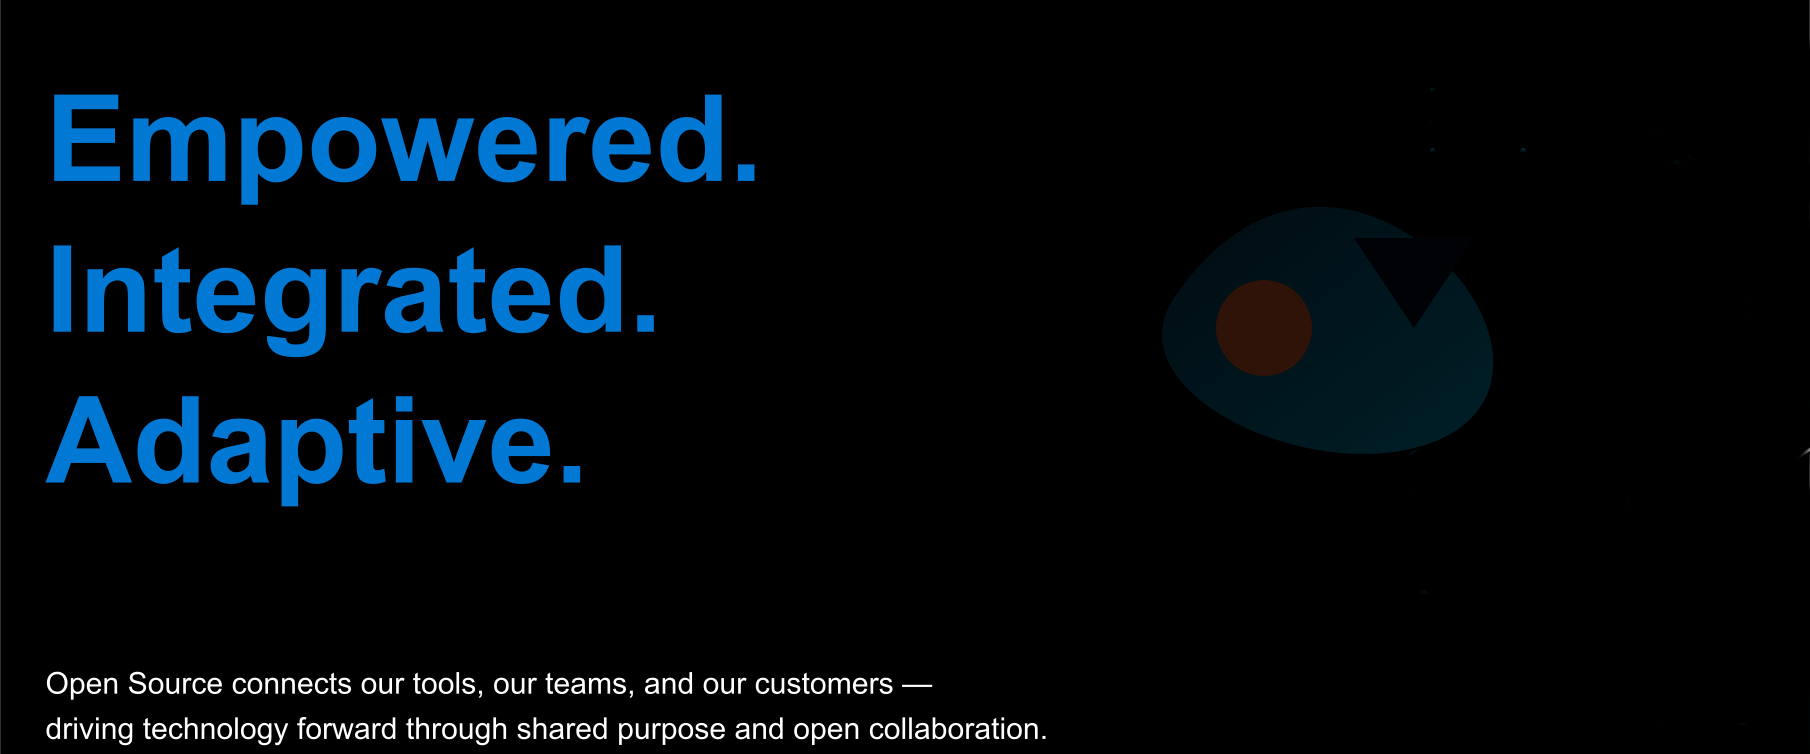 Empowered.
Integrated.
Adaptive.
Open Source connects our tools, our teams, and our customers —
driving technology forward through shared purpose and open collaboration.